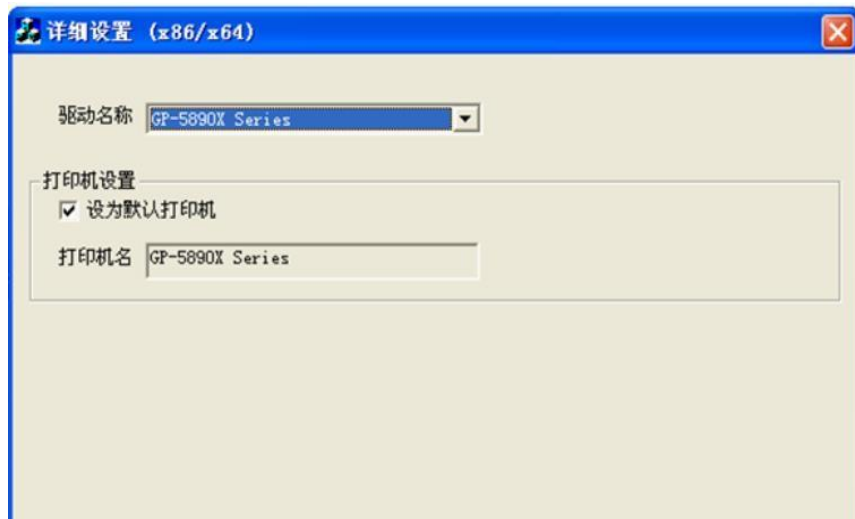 详细设置 (x86/x64)
驱动名称 GP-5890X Series
打印机设置
设为默认打印机
打印机名 GP-5890X Series